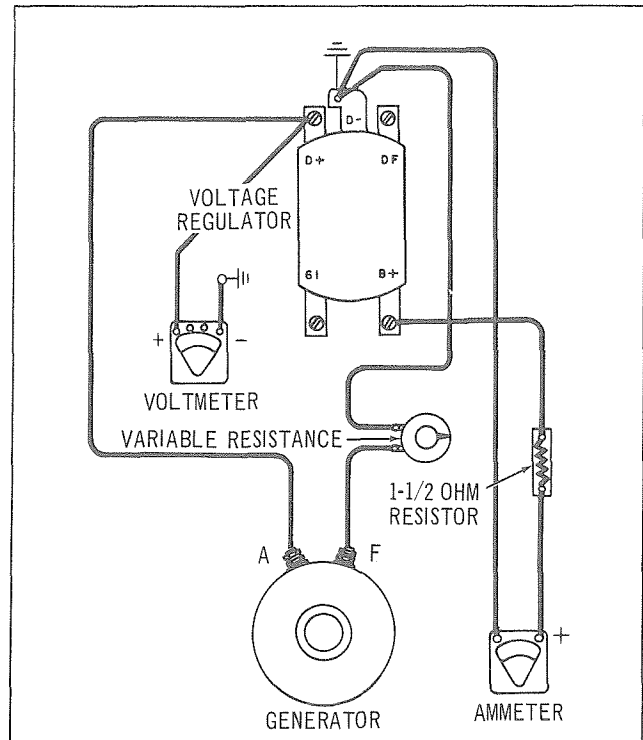 D-
D+
DF
VOLTAGE
REGULATOR
61
B+
+
-
VOLTMETER
VARIABLE RESISTANCE
1-1/2 OHM
RESISTOR
A
F
+
GENERATOR
AMMETER